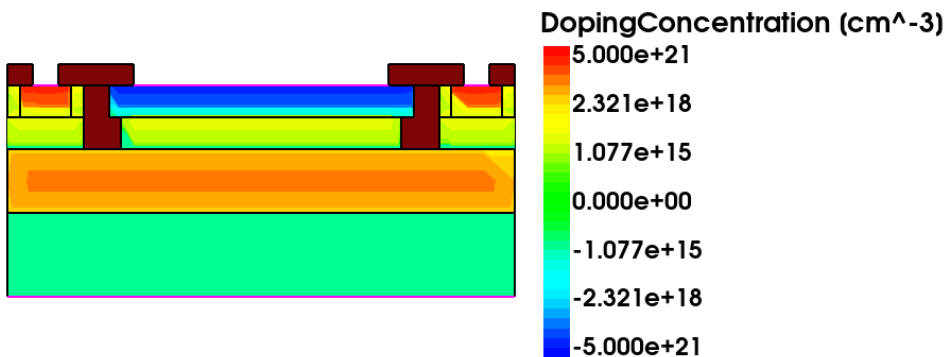 DopingConcentration (cm^-3)
5.000e+21
2.321e+18
1.077e+15
0.000e+00
-1.077e+15
-2.321e+18
-5.000e+21